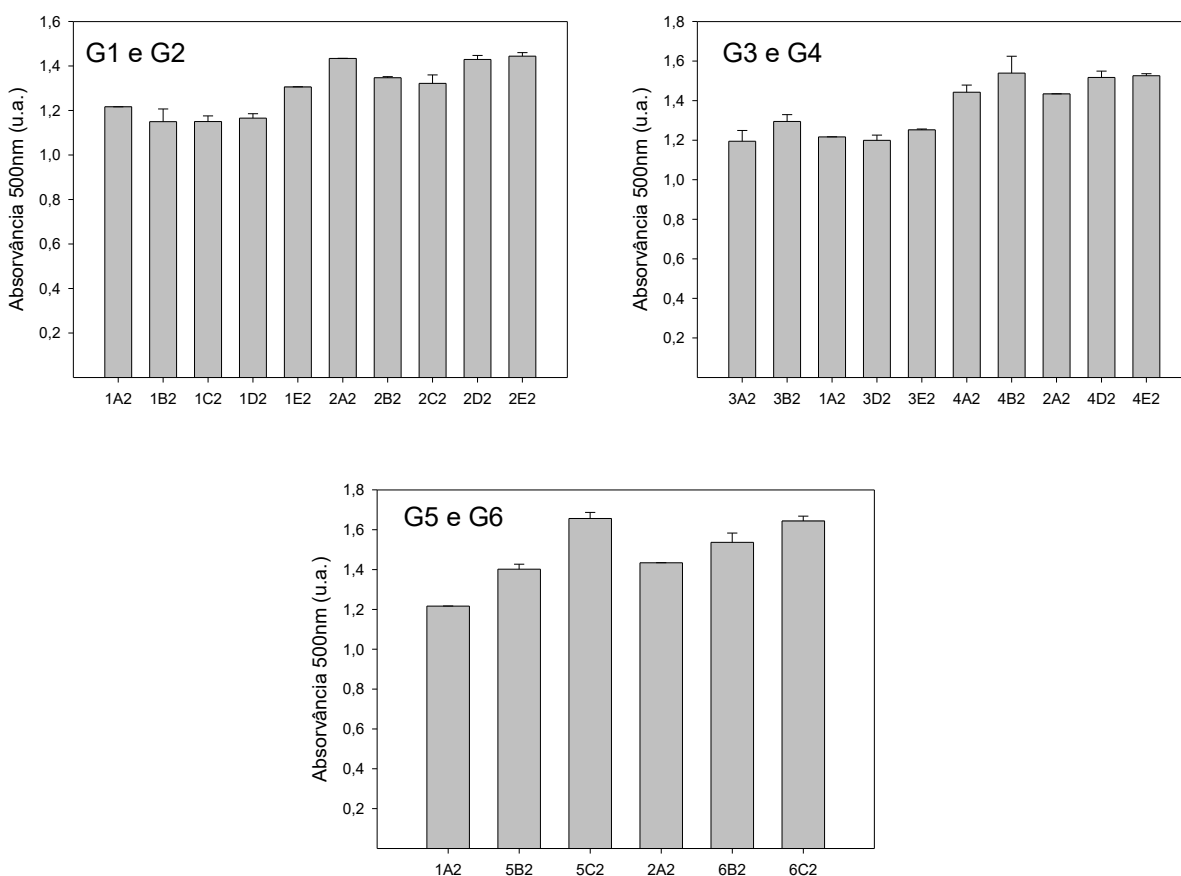 G1 e G2
Absorvância 500nm (u.a.)
1,6
1,4
1,2
1,0
0,8
0,6
0,4
0,2
1A2 1B2 1C2 1D2 1E2 2A2 2B2 2C2 2D2 2E2
G3 e G4
Absorvância 500nm (u.a.)
1,8
1,6
1,4
1,2
1,0
0,8
0,6
0,4
0,2
3A2 3B2 1A2 3D2 3E2 4A2 4B2 2A2 4D2 4E2
G5 e G6
Absorvância 500nm (u.a.)
1,8
1,6
1,4
1,2
1,0
0,8
0,6
0,4
0,2
1A2 5B2 5C2 2A2 6B2 6C2